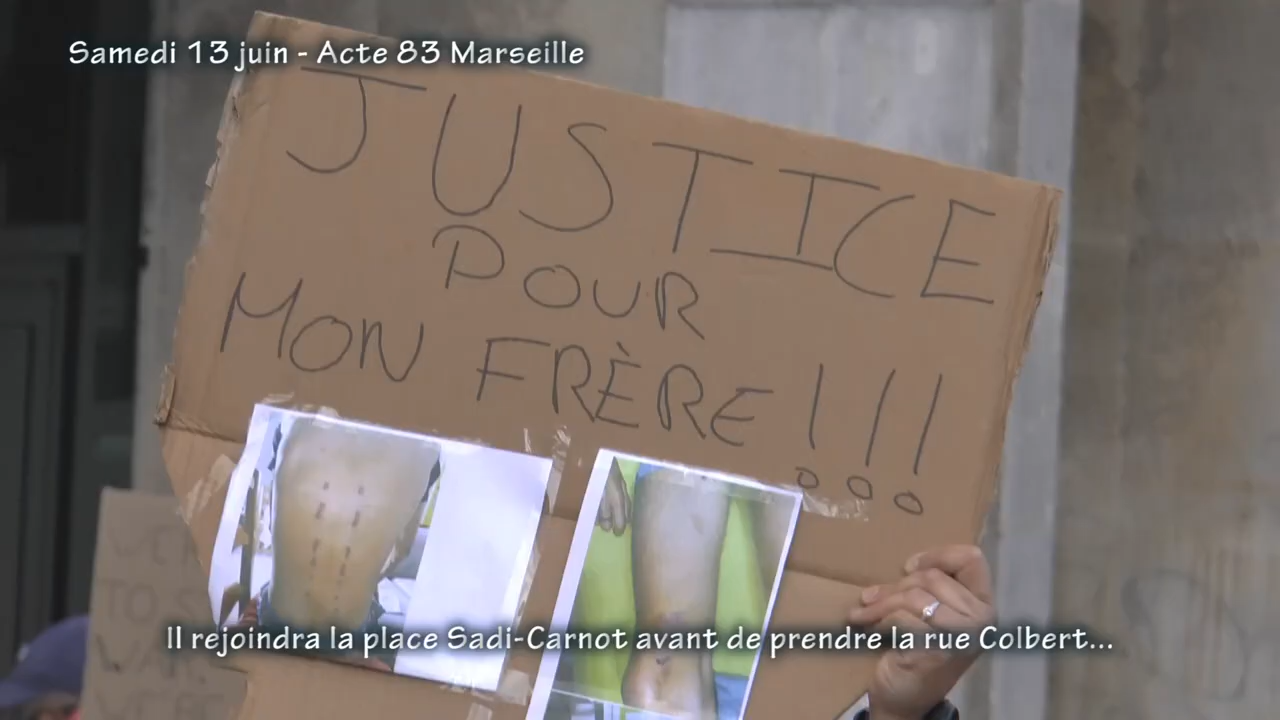 Samedi 13 juin - Acte 83 Marseille
JUSTICE
POUR
MON FRÈRE!!!
Il rejoindra la place Sadi-Carnot avant de prendre la rue Colbert...